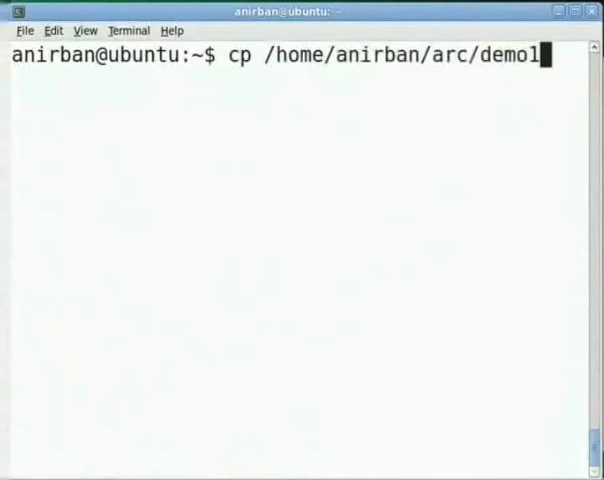 anirban@ubuntu: ~
File Edit View Terminal Help
anirban@ubuntu:~$ cp /home/anirban/arc/demo1